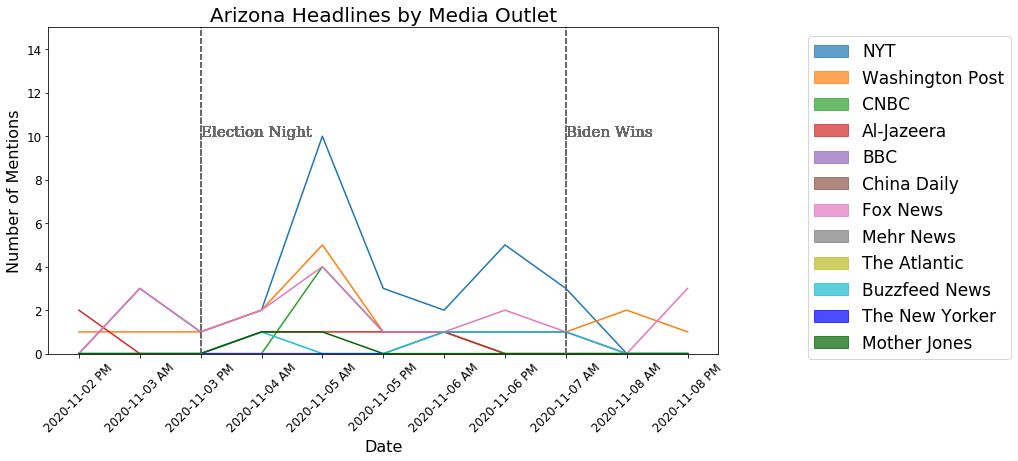 Arizona Headlines by Media Outlet
Number of Mentions
14
12
10
8
6
4
2
0
Election Night
Biden Wins
2020-11-02 PM
2020-11-03 AM
2020-11-03 PM
2020-11-04 AM
2020-11-05 AM
2020-11-05 PM
2020-11-06 AM
2020-11-06 PM
2020-11-07 AM
2020-11-08 AM
2020-11-08 PM
Date
NYT
Washington Post
CNBC
Al-Jazeera
BBC
China Daily
Fox News
Mehr News
The Atlantic
Buzzfeed News
The New Yorker
Mother Jones